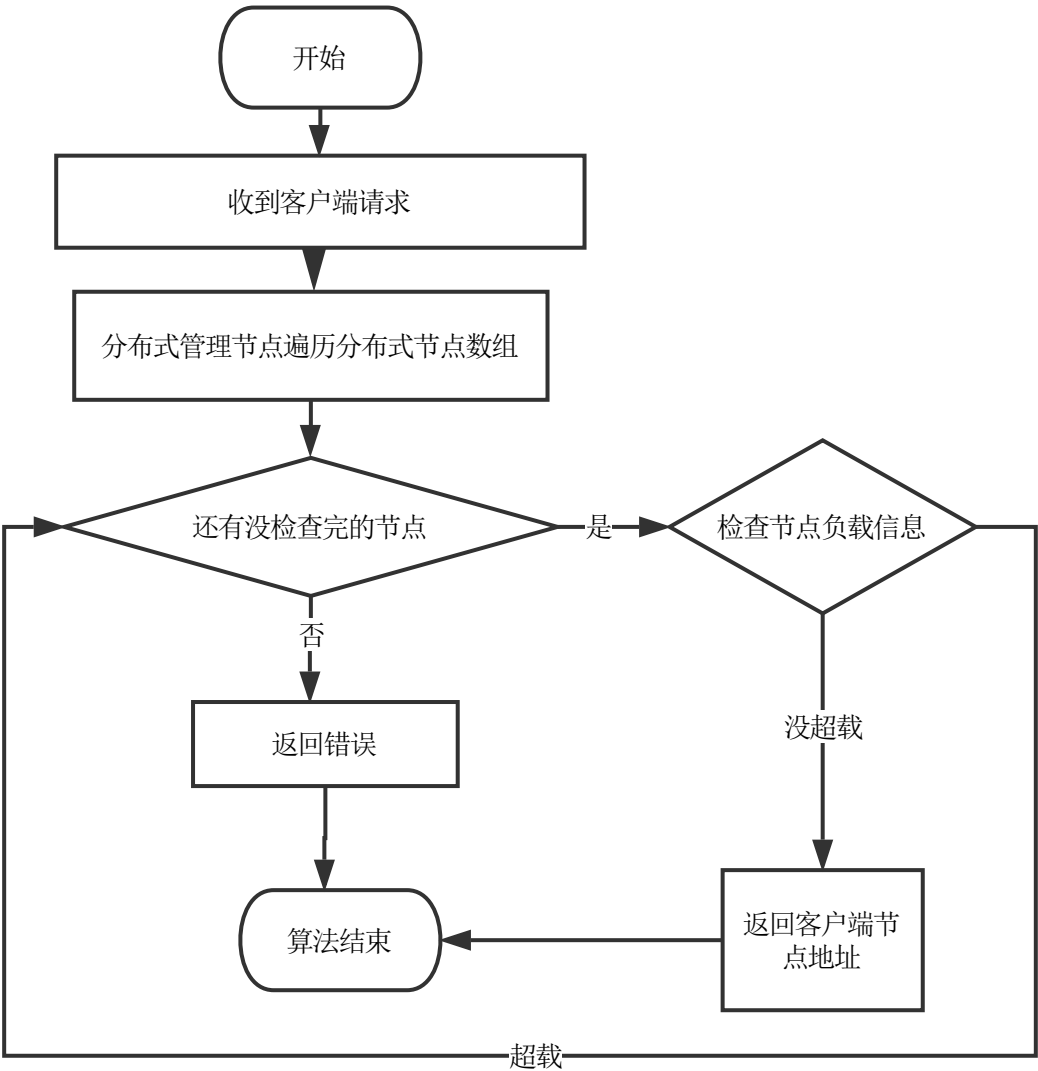 开始
收到客户端请求
分布式管理节点遍历分布式节点数组
还有没检查完的节点
是
检查节点负载信息
否
没超载
返回错误
返回客户端节
点地址
算法结束
超载